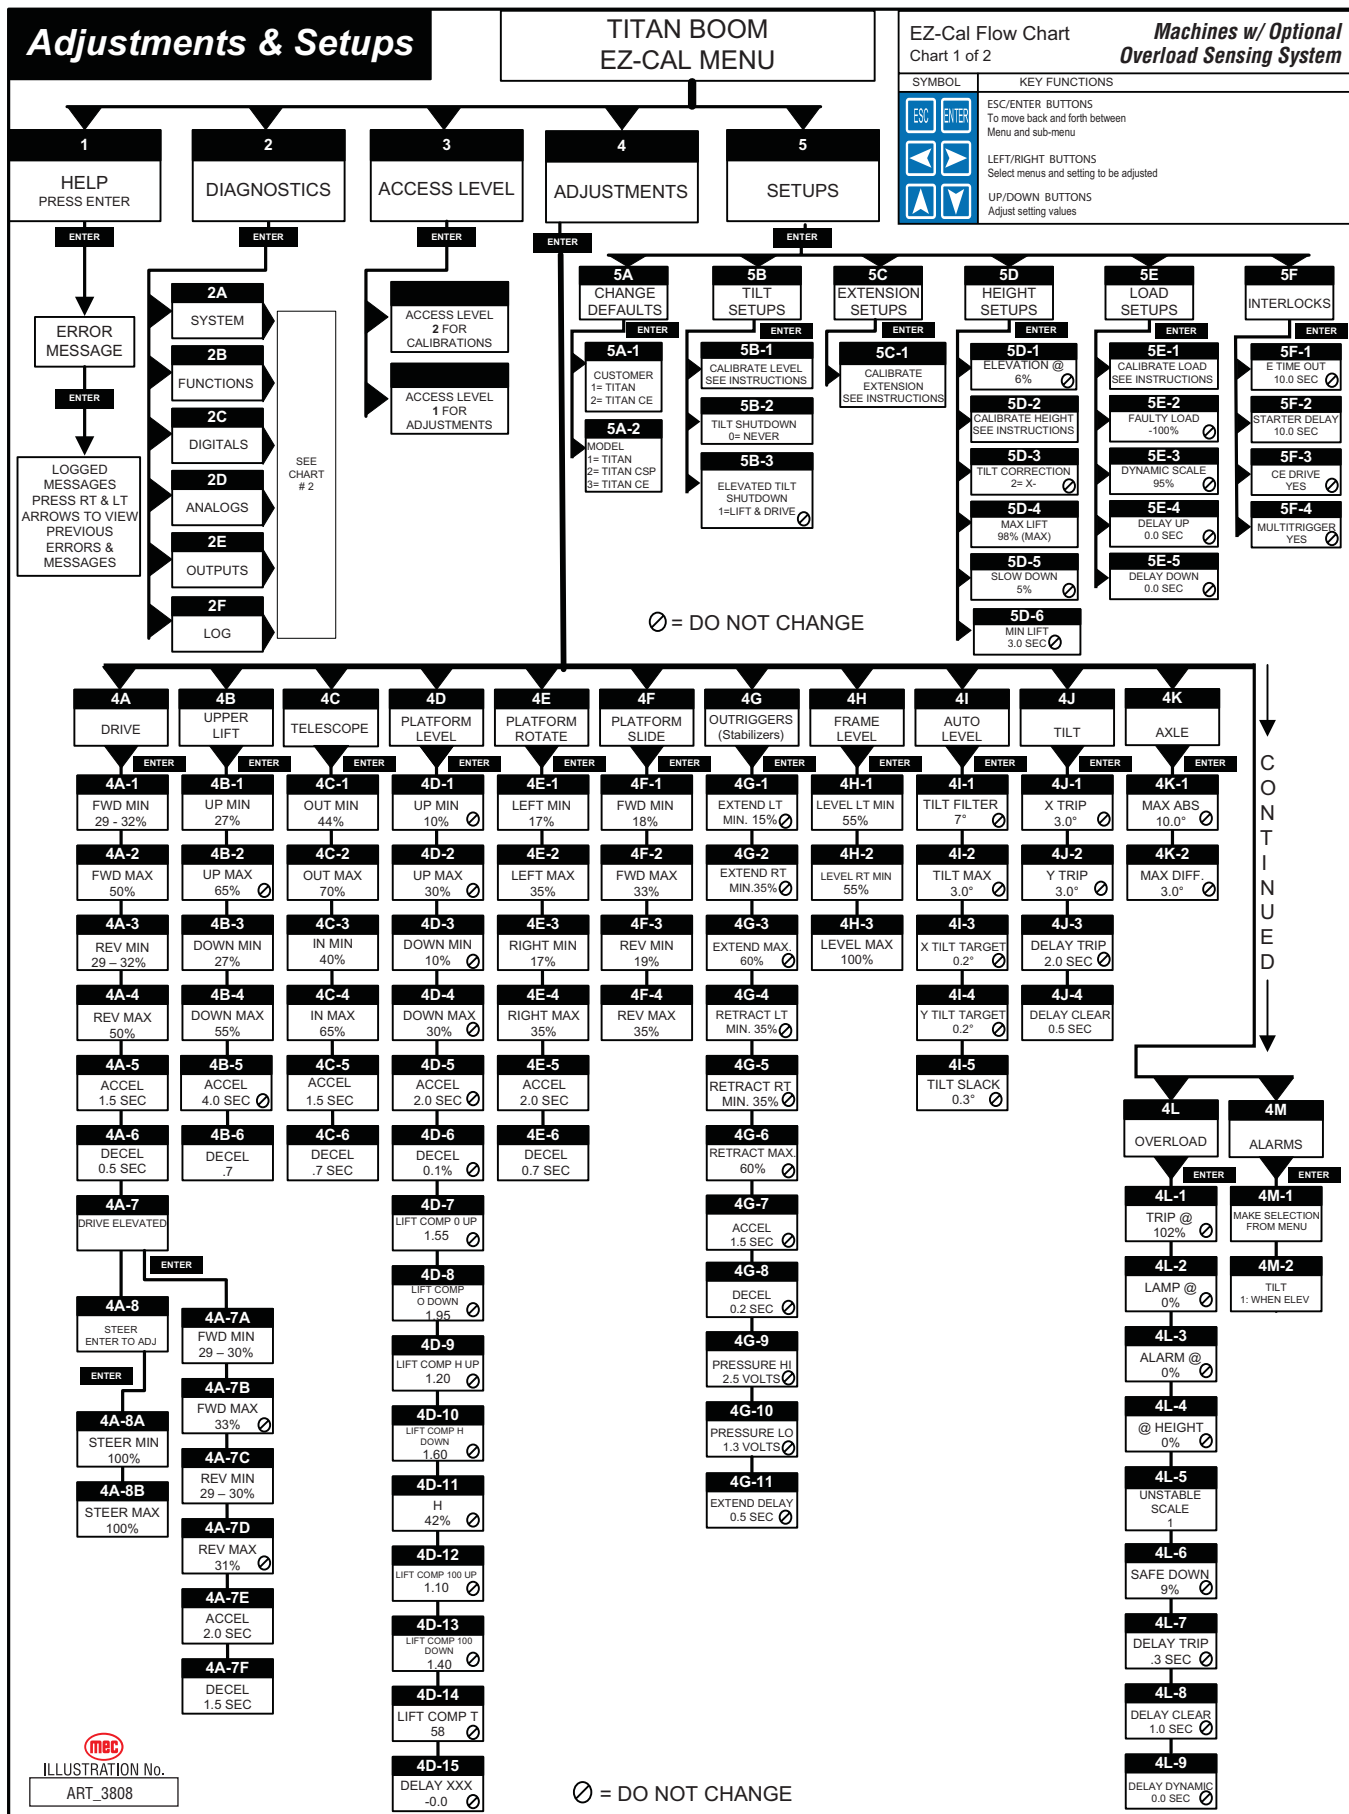 Adjustments & Setups
TITAN BOOM
EZ-CAL MENU
EZ-Cal Flow Chart
Chart 1 of 2
Machines w/ Optional
Overload Sensing System
SYMBOL
KEY FUNCTIONS
ESC
ENTER
ESC/ENTER BUTTONS
To move back and forth between
Menu and sub-menu
LEFT/RIGHT BUTTONS
Select menus and setting to be adjusted
UP/DOWN BUTTONS
Adjust setting values
1
HELP
PRESS ENTER
2
DIAGNOSTICS
3
ACCESS LEVEL
4
ADJUSTMENTS
5
SETUPS
ENTER
ENTER
ENTER
ENTER
ENTER
ERROR
MESSAGE
ENTER
LOGGED
MESSAGES
PRESS RT & LT
ARROWS TO VIEW
PREVIOUS
ERRORS &
MESSAGES
2A
SYSTEM
2B
FUNCTIONS
2C
DIGITALS
2D
ANALOGS
2E
OUTPUTS
2F
LOG
SEE
CHART
# 2
ACCESS LEVEL
2 FOR
CALIBRATIONS
ACCESS LEVEL
1 FOR
ADJUSTMENTS
5A
CHANGE
DEFAULTS
ENTER
5A-1
CUSTOMER
1= TITAN
2= TITAN CE
5A-2
MODEL
1= TITAN
2= TITAN CSP
3= TITAN CE
5B
TILT
SETUPS
ENTER
5B-1
CALIBRATE LEVEL
SEE INSTRUCTIONS
5B-2
TILT SHUTDOWN
0= NEVER
5B-3
ELEVATED TILT
SHUTDOWN
1=LIFT & DRIVE
5C
EXTENSION
SETUPS
ENTER
5C-1
CALIBRATE
EXTENSION
SEE INSTRUCTIONS
5D
HEIGHT
SETUPS
ENTER
5D-1
ELEVATION @
6%
5D-2
CALIBRATE HEIGHT
SEE INSTRUCTIONS
5D-3
TILT CORRECTION
2= X-
5D-4
MAX LIFT
98% (MAX)
5D-5
SLOW DOWN
5%
5D-6
MIN LIFT
3.0 SEC
5E
LOAD
SETUPS
ENTER
5E-1
CALIBRATE LOAD
SEE INSTRUCTIONS
5E-2
FAULTY LOAD
-100%
5E-3
DYNAMIC SCALE
95%
5E-4
DELAY UP
0.0 SEC
5E-5
DELAY DOWN
0.0 SEC
5F
INTERLOCKS
ENTER
5F-1
E TIME OUT
10.0 SEC
5F-2
STARTER DELAY
10.0 SEC
5F-3
CE DRIVE
YES
5F-4
MULTITRIGGER
YES
= DO NOT CHANGE
4A
DRIVE
ENTER
4A-1
FWD MIN
29 - 32%
4A-2
FWD MAX
50%
4A-3
REV MIN
29 – 32%
4A-4
REV MAX
50%
4A-5
ACCEL
1.5 SEC
4A-6
DECEL
0.5 SEC
4A-7
DRIVE ELEVATED
ENTER
4A-8
STEER
ENTER TO ADJ
ENTER
4A-8A
STEER MIN
100%
4A-8B
STEER MAX
100%
4A-7A
FWD MIN
29 – 30%
4A-7B
FWD MAX
33%
4A-7C
REV MIN
29 – 30%
4A-7D
REV MAX
31%
4A-7E
ACCEL
2.0 SEC
4A-7F
DECEL
1.5 SEC
4B
UPPER
LIFT
ENTER
4B-1
UP MIN
27%
4B-2
UP MAX
65%
4B-3
DOWN MIN
27%
4B-4
DOWN MAX
55%
4B-5
ACCEL
4.0 SEC
4B-6
DECEL
.7
4C
TELESCOPE
ENTER
4C-1
OUT MIN
44%
4C-2
OUT MAX
70%
4C-3
IN MIN
40%
4C-4
IN MAX
65%
4C-5
ACCEL
1.5 SEC
4C-6
DECEL
.7 SEC
4D
PLATFORM
LEVEL
ENTER
4D-1
UP MIN
10%
4D-2
UP MAX
30%
4D-3
DOWN MIN
10%
4D-4
DOWN MAX
30%
4D-5
ACCEL
2.0 SEC
4D-6
DECEL
0.1%
4D-7
LIFT COMP 0 UP
1.55
4D-8
LIFT COMP
O DOWN
1.95
4D-9
LIFT COMP H UP
1.20
4D-10
LIFT COMP H
DOWN
1.60
4D-11
H
42%
4D-12
LIFT COMP 100 UP
1.10
4D-13
LIFT COMP 100
DOWN
1.40
4D-14
LIFT COMP T
58
4D-15
DELAY XXX
-0.0
4E
PLATFORM
ROTATE
ENTER
4E-1
LEFT MIN
17%
4E-2
LEFT MAX
35%
4E-3
RIGHT MIN
17%
4E-4
RIGHT MAX
35%
4E-5
ACCEL
2.0 SEC
4E-6
DECEL
0.7 SEC
4F
PLATFORM
SLIDE
ENTER
4F-1
FWD MIN
18%
4F-2
FWD MAX
33%
4F-3
REV MIN
19%
4F-4
REV MAX
35%
4G
OUTRIGGERS
(Stabilizers)
ENTER
4G-1
EXTEND LT
MIN. 15%
4G-2
EXTEND RT
MIN.35%
4G-3
EXTEND MAX.
60%
4G-4
RETRACT LT
MIN. 35%
4G-5
RETRACT RT
MIN. 35%
4G-6
RETRACT MAX.
60%
4G-7
ACCEL
1.5 SEC
4G-8
DECEL
0.2 SEC
4G-9
PRESSURE HI
2.5 VOLTS
4G-10
PRESSURE LO
1.3 VOLTS
4G-11
EXTEND DELAY
0.5 SEC
4H
FRAME
LEVEL
ENTER
4H-1
LEVEL LT MIN
55%
4H-2
LEVEL RT MIN
55%
4H-3
LEVEL MAX
100%
4I
AUTO
LEVEL
ENTER
4I-1
TILT FILTER
7°
4I-2
TILT MAX
3.0°
4I-3
X TILT TARGET
0.2°
4I-4
Y TILT TARGET
0.2°
4I-5
TILT SLACK
0.3°
4J
TILT
ENTER
4J-1
X TRIP
3.0°
4J-2
Y TRIP
3.0°
4J-3
DELAY TRIP
2.0 SEC
4J-4
DELAY CLEAR
0.5 SEC
4K
AXLE
ENTER
4K-1
MAX ABS
10.0°
4K-2
MAX DIFF.
3.0°
CONTINUED
4L
OVERLOAD
ENTER
4L-1
TRIP @
102%
4L-2
LAMP @
0%
4L-3
ALARM @
0%
4L-4
@ HEIGHT
0%
4L-5
UNSTABLE
SCALE
1
4L-6
SAFE DOWN
9%
4L-7
DELAY TRIP
.3 SEC
4L-8
DELAY CLEAR
1.0 SEC
4L-9
DELAY DYNAMIC
0.0 SEC
4M
ALARMS
ENTER
4M-1
MAKE SELECTION
FROM MENU
4M-2
TILT
1: WHEN ELEV
mec
ILLUSTRATION No.
ART_3808
= DO NOT CHANGE